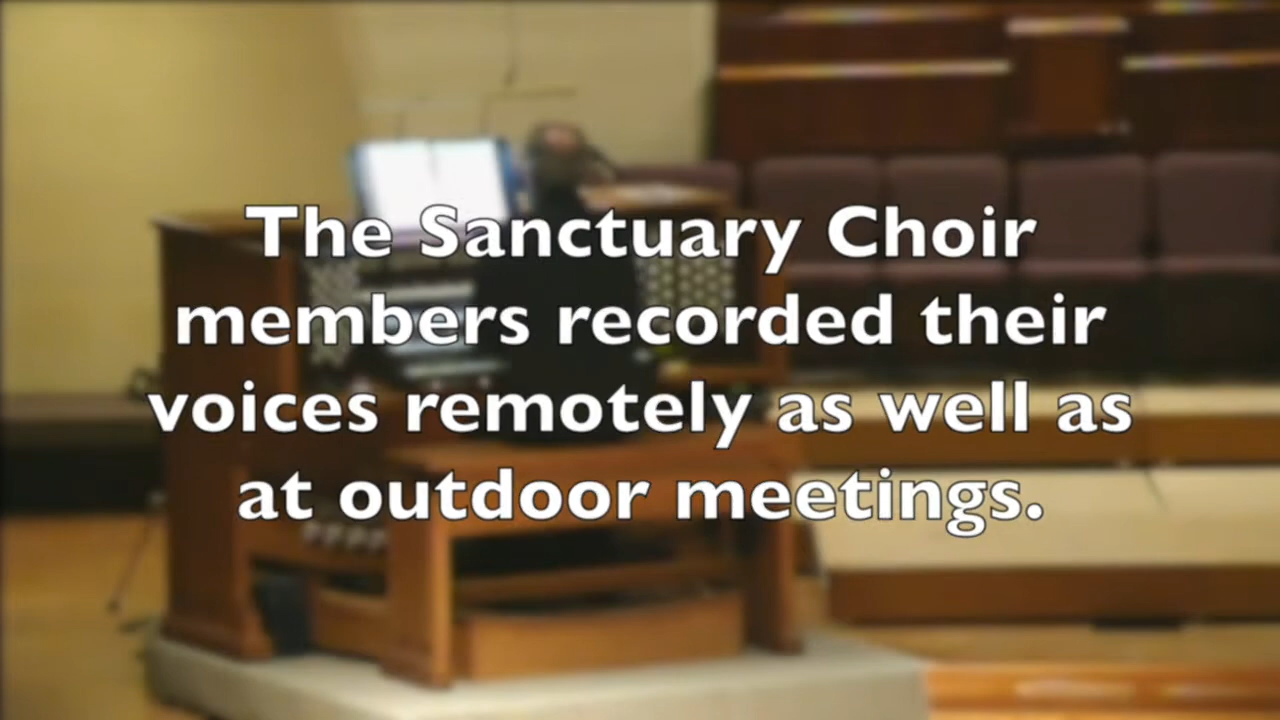 The Sanctuary Choir
members recorded their
voices remotely as well as
at outdoor meetings.